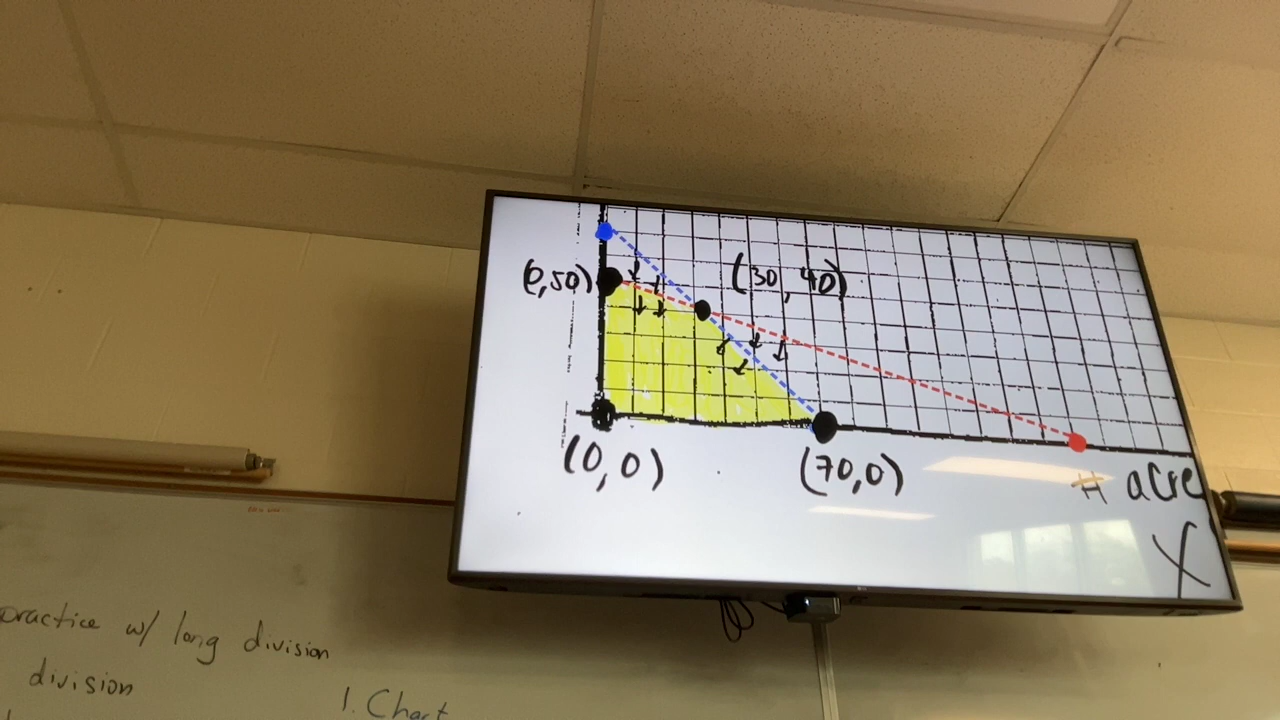 (0,50)
(30,40)
(0,0)
(70,0)
# acre
X
practice w/ long division
division
1. Chart